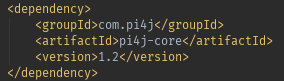 <dependency>
    <groupId>com.pi4j</groupId>
    <artifactId>pi4j-core</artifactId>
    <version>1.2</version>
</dependency>